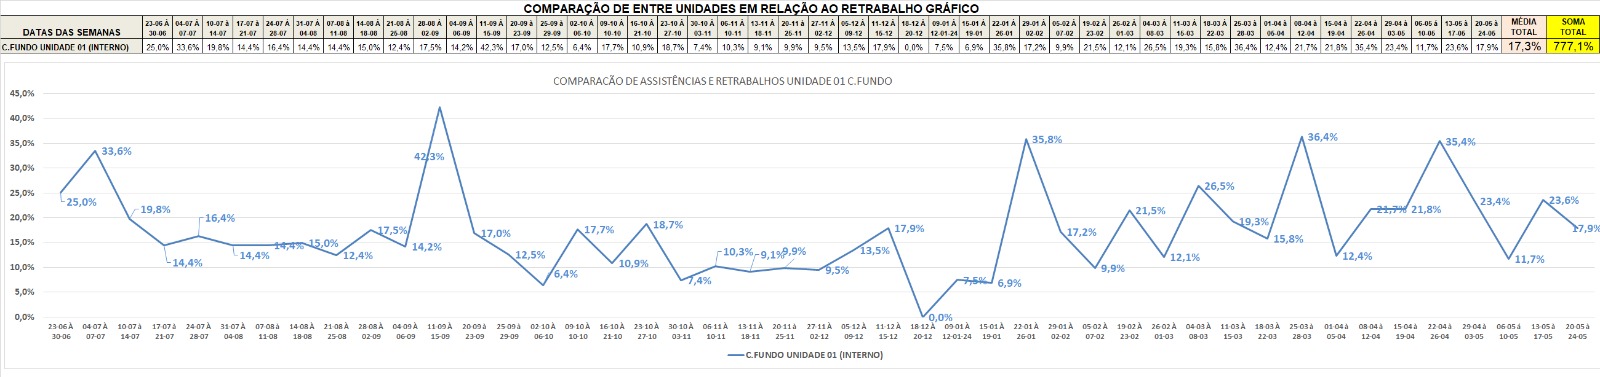 COMPARAÇÃO DE ENTRE UNIDADES EM RELAÇÃO AO RETRABALHO GRÁFICO
DATAS DAS SEMANAS 23-06 À 30-06 04-07 À 07-07 10-07 À 14-07 17-07 À 21-07 24-07 À 28-07 31-07 À 04-08 07-08 à 11-08 14-08 À 18-08 21-08 À 25-08 28-08 À 02-09 04-09 À 06-09 11-09 À 15-09 20-09 À 23-09 25-09 À 29-09 02-10 À 06-10 09-10 À 14-10 16-10 À 21-10 23-10 À 27-10 30-10 À 03-11 06-11 À 10-11 13-11 À 18-11 20-11 À 25-11 27-11 À 02-12 05-12 À 09-12 11-12 À 17-12 18-12 À 20-12 09-01 À 12-01-24 15-01 À 19-01 22-01 À 26-01 29-01 À 02-02 05-02 À 09-02 19-02 À 23-02 26-02 À 01-03 04-03 À 08-03 11-03 À 15-03 18-03 À 22-03 25-03 À 28-03 01-04 à 05-04 08-04 à 12-04 15-04 à 19-04 22-04 à 26-04 29-04 à 03-05 06-05 à 10-05 13-05 à 17-05 20-05 à 24-05 MÉDIA TOTAL SOMA TOTAL
C.FUNDO UNIDADE 01 (INTERNO) 25,0% 33,6% 19,8% 14,4% 16,4% 14,4% 14,4% 15,0% 12,4% 17,5% 14,2% 42,3% 17,0% 12,5% 6,4% 17,7% 10,9% 18,7% 7,4% 10,3% 9,1% 9,9% 9,5% 13,5% 17,9% 0,0% 7,5% 6,9% 35,8% 17,2% 9,9% 21,5% 12,1% 26,5% 19,3% 15,8% 36,4% 12,4% 21,7% 21,8% 35,4% 23,4% 11,7% 23,6% 17,9% 17,3% 777,1%
COMPARAÇÃO DE ASSISTÊNCIAS E RETRABALHOS UNIDADE 01 C.FUNDO
45,0%
40,0%
35,0%
30,0%
25,0%
20,0%
15,0%
10,0%
5,0%
0,0%
25,0% 33,6% 19,8% 14,4% 16,4% 14,4% 14,4% 15,0% 12,4% 17,5% 14,2% 42,3% 17,0% 12,5% 6,4% 17,7% 10,9% 18,7% 7,4% 10,3% 9,1% 9,9% 9,5% 13,5% 17,9% 0,0% 7,5% 6,9% 35,8% 17,2% 9,9% 21,5% 12,1% 26,5% 19,3% 15,8% 36,4% 12,4% 21,7% 21,8% 35,4% 23,4% 11,7% 23,6% 17,9%
23-06 À 04-07 À 10-07 À 17-07 À 24-07 À 31-07 À 07-08 à 14-08 À 21-08 À 28-08 À 04-09 À 11-09 À 20-09 À 25-09 À 02-10 À 09-10 À 16-10 À 23-10 À 30-10 À 06-11 À 13-11 À 20-11 À 27-11 À 05-12 À 11-12 À 18-12 À 09-01 À 15-01 À 22-01 À 29-01 À 05-02 À 19-02 À 26-02 À 04-03 À 11-03 À 18-03 À 25-03 À 01-04 à 08-04 à 15-04 à 22-04 à 29-04 à 06-05 à 13-05 à 20-05 à
30-06 07-07 14-07 21-07 28-07 04-08 11-08 18-08 25-08 02-09 06-09 15-09 23-09 29-09 06-10 14-10 21-10 27-10 03-11 10-11 18-11 25-11 02-12 09-12 17-12 20-12 12-01-24 19-01 26-01 02-02 09-02 23-02 01-03 08-03 15-03 22-03 28-03 05-04 12-04 19-04 26-04 03-05 10-05 17-05 24-05
C.FUNDO UNIDADE 01 (INTERNO)